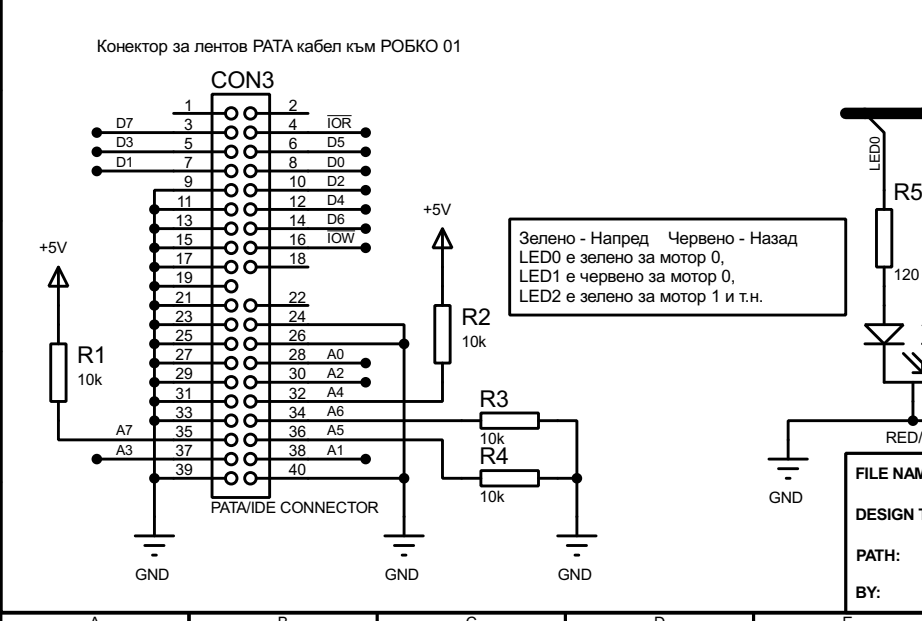 Конектор за лентов PATA кабел към РОБКО 01
CON3
1 2
D7 3 4 IOR
D3 5 6 D5
D1 7 8 D0
9 10 D2
11 12 D4
13 14 D6
15 16 IOW
17 18
19
21 22
23 24
25 26
27 28 A0
29 30 A2
31 32 A4
33 34 A6
A7 35 36 A5
A3 37 38 A1
39 40
PATA/IDE CONNECTOR
+5V
R1
10k
+5V
R2
10k
R3
10k
R4
10k
GND
GND
GND
Зелено - Напред Червено - Назад
LED0 е зелено за мотор 0,
LED1 е червено за мотор 0,
LED2 е зелено за мотор 1 и т.н.
LED0
R5
120
RED/
GND
FILE NAM
DESIGN T
PATH:
BY:
A B C D E